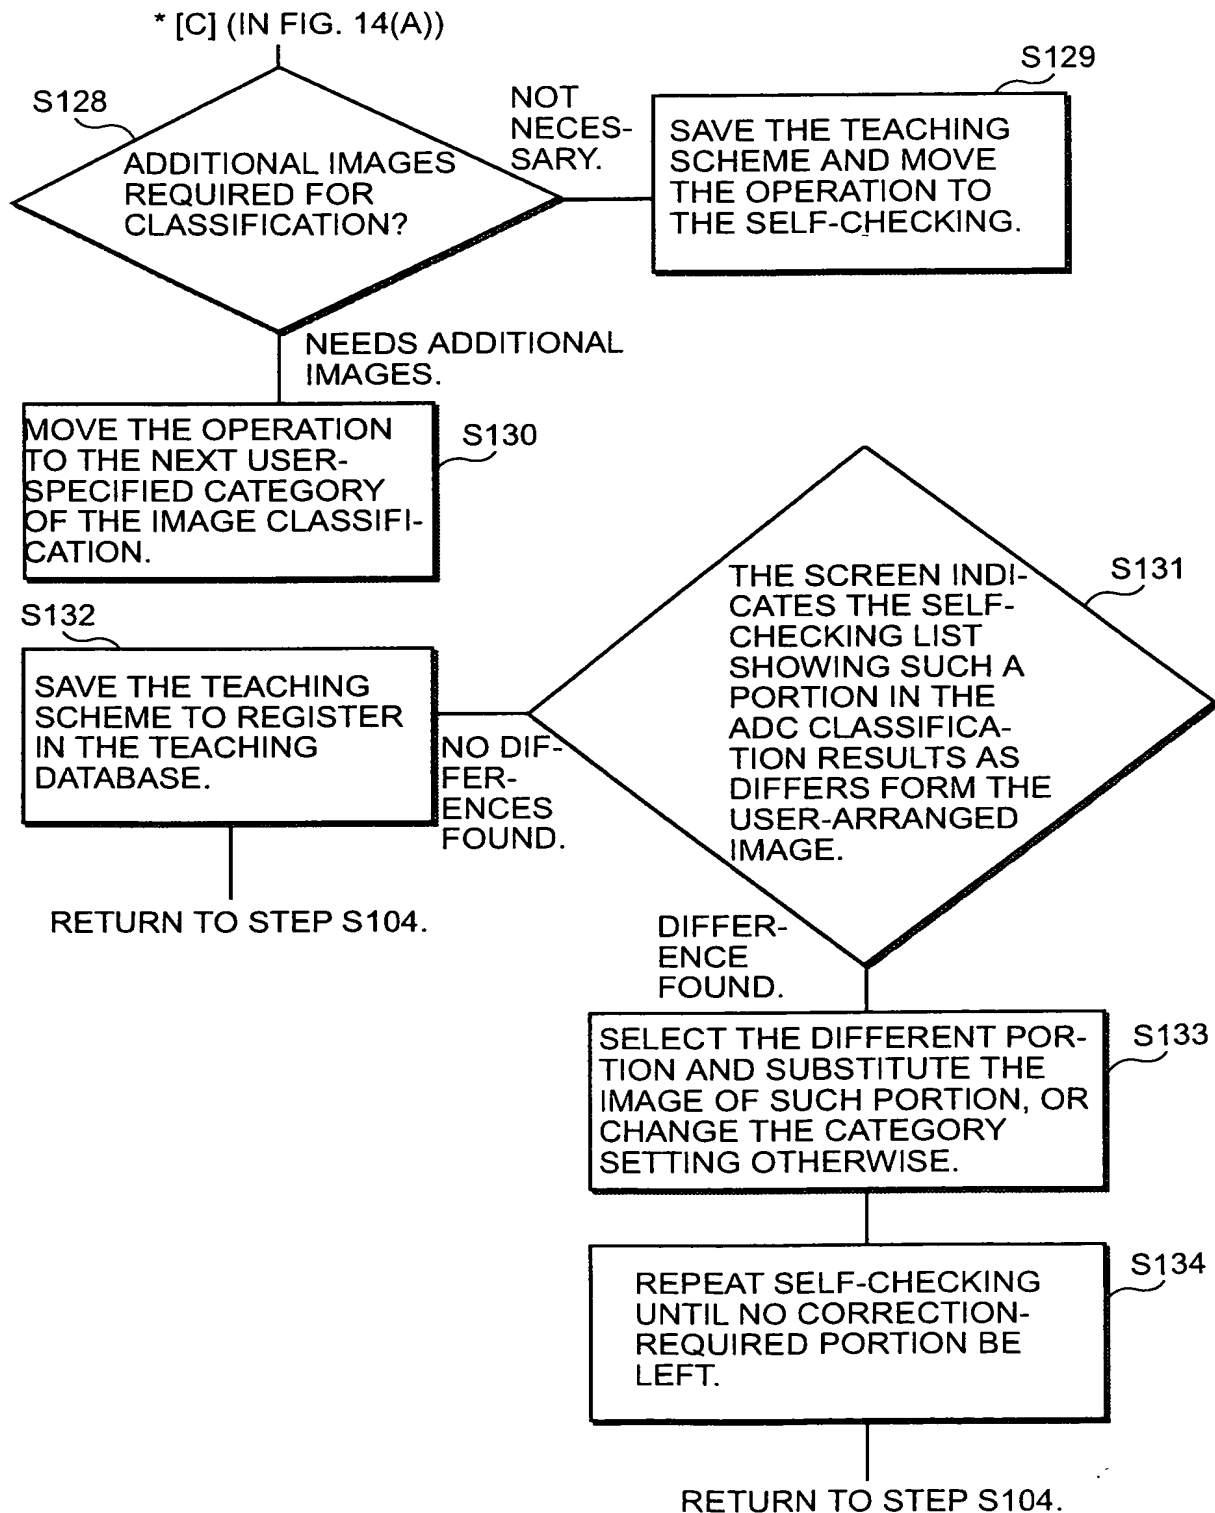 * [C] (IN FIG. 14(A))
S128
ADDITIONAL IMAGES
REQUIRED FOR
CLASSIFICATION?
NOT
NECES-
SARY.
S129
SAVE THE TEACHING
SCHEME AND MOVE
THE OPERATION TO
THE SELF-CHECKING.
NEEDS ADDITIONAL
IMAGES.
S130
MOVE THE OPERATION
TO THE NEXT USER-
SPECIFIED CATEGORY
OF THE IMAGE CLASSIFI-
CATION.
S131
THE SCREEN INDI-
CATES THE SELF-
CHECKING LIST
SHOWING SUCH A
PORTION IN THE
ADC CLASSIFICA-
TION RESULTS AS
DIFFERS FORM THE
USER-ARRANGED
IMAGE.
S132
SAVE THE TEACHING
SCHEME TO REGISTER
IN THE TEACHING
DATABASE.
NO DIF-
FER-
ENCES
FOUND.
RETURN TO STEP S104.
DIFFER-
ENCE
FOUND.
S133
SELECT THE DIFFERENT POR-
TION AND SUBSTITUTE THE
IMAGE OF SUCH PORTION, OR
CHANGE THE CATEGORY
SETTING OTHERWISE.
S134
REPEAT SELF-CHECKING
UNTIL NO CORRECTION-
REQUIRED PORTION BE
LEFT.
RETURN TO STEP S104.